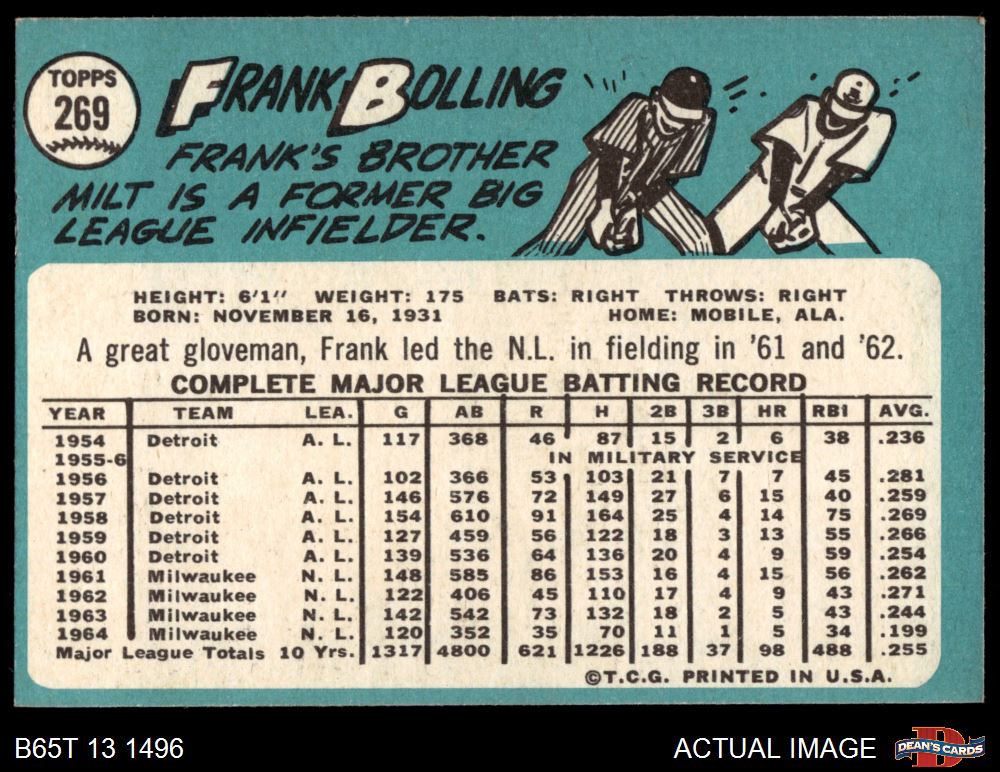 TOPPS
269
FRANK BOLLING
FRANK'S BROTHER
MILT IS A FORMER BIG
LEAGUE INFIELDER.
HEIGHT: 6'1" WEIGHT: 175 BATS: RIGHT THROWS: RIGHT
BORN: NOVEMBER 16, 1931 HOME: MOBILE, ALA.
A great gloveman, Frank led the N.L. in fielding in '61 and '62.
COMPLETE MAJOR LEAGUE BATTING RECORD
YEAR TEAM LEA. G AB R H 2B 3B HR RBI AVG.
1954 Detroit A. L. 117 368 46 87 15 2 6 38 .236
1955-6 IN MILITARY SERVICE
1956 Detroit A. L. 102 366 53 103 21 7 7 45 .281
1957 Detroit A. L. 146 576 72 149 27 6 15 40 .259
1958 Detroit A. L. 154 610 91 164 25 4 14 75 .269
1959 Detroit A. L. 127 459 56 122 18 3 13 55 .266
1960 Detroit A. L. 139 536 64 136 20 4 9 59 .254
1961 Milwaukee N. L. 148 585 86 153 16 4 15 56 .262
1962 Milwaukee N. L. 122 406 45 110 17 4 9 43 .271
1963 Milwaukee N. L. 142 542 73 132 18 2 5 43 .244
1964 Milwaukee N. L. 120 352 35 70 11 1 5 34 .199
Major League Totals 10 Yrs. 1317 4800 621 1226 188 37 98 488 .255
©T.C.G. PRINTED IN U.S.A.
B65T 13 1496 ACTUAL IMAGE
DEAN'S CARDS